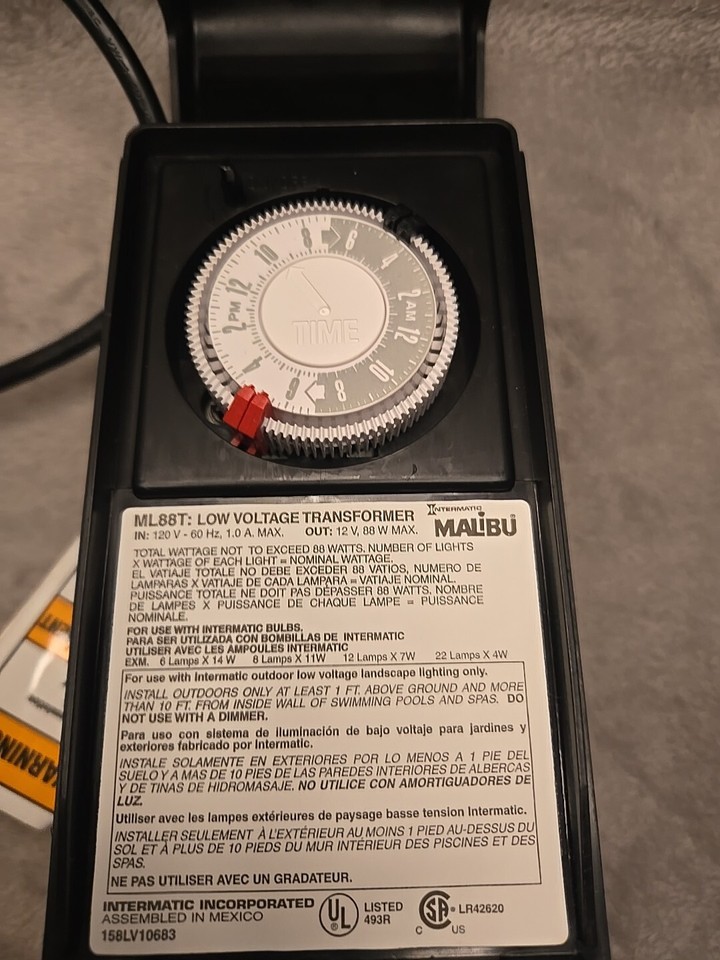 8 6
10 4
12 2
2 PM AM 12
TIME
4 10
6 8
ML88T: LOW VOLTAGE TRANSFORMER
IN: 120 V - 60 Hz, 1.0 A. MAX. OUT: 12 V, 88 W MAX.
INTERMATIC
MALIBU
TOTAL WATTAGE NOT TO EXCEED 88 WATTS. NUMBER OF LIGHTS
X WATTAGE OF EACH LIGHT = NOMINAL WATTAGE.
EL VATIAJE TOTALE NO DEBE EXCEDER 88 VATIOS, NUMERO DE
LAMPARAS X VATIAJE DE CADA LAMPARA = VATIAJE NOMINAL.
PUISSANCE TOTALE NE DOIT PAS DÉPASSER 88 WATTS, NOMBRE
DE LAMPES X PUISSANCE DE CHAQUE LAMPE = PUISSANCE
NOMINALE.
FOR USE WITH INTERMATIC BULBS.
PARA SER UTILIZADA CON BOMBILLAS DE INTERMATIC
UTILISER AVEC LES AMPOULES INTERMATIC
EXM. 6 Lamps X 14 W 8 Lamps X 11W 12 Lamps X 7W 22 Lamps X 4W
For use with Intermatic outdoor low voltage landscape lighting only.
INSTALL OUTDOORS ONLY AT LEAST 1 FT. ABOVE GROUND AND MORE
THAN 10 FT. FROM INSIDE WALL OF SWIMMING POOLS AND SPAS. DO
NOT USE WITH A DIMMER.
Para uso con sistema de iluminación de bajo voltaje para jardines y
exteriores fabricado por Intermatic.
INSTALE SOLAMENTE EN EXTERIORES POR LO MENOS A 1 PIE DEL
SUELO Y A MAS DE 10 PIES DE LAS PAREDES INTERIORES DE ALBERCAS
Y DE TINAS DE HIDROMASAJE. NO UTILICE CON AMORTIGUADORES DE
LUZ.
Utiliser avec les lampes extérieures de paysage basse tension Intermatic.
INSTALLER SEULEMENT À L'EXTÉRIEUR AU MOINS 1 PIED AU-DESSUS DU
SOL ET À PLUS DE 10 PIEDS DU MUR INTÉRIEUR DES PISCINES ET DES
SPAS.
NE PAS UTILISER AVEC UN GRADATEUR.
INTERMATIC INCORPORATED
ASSEMBLED IN MEXICO
158LV10683
UL
LISTED
493R
SA
C US
LR42620
WARNING